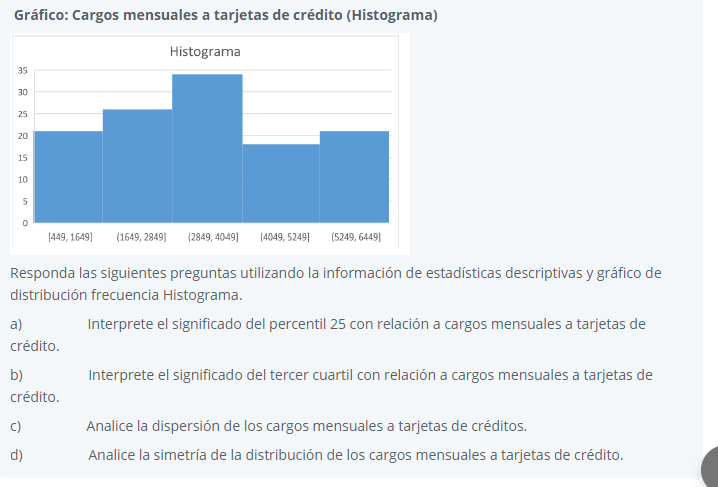 Gráfico: Cargos mensuales a tarjetas de crédito (Histograma)
Histograma
35
30
25
20
15
10
5
0
[449, 1649] (1649, 2849] (2849, 4049] (4049, 5249] (5249, 6449]
Responda las siguientes preguntas utilizando la información de estadísticas descriptivas y gráfico de
distribución frecuencia Histograma.
a) Interprete el significado del percentil 25 con relación a cargos mensuales a tarjetas de
crédito.
b) Interprete el significado del tercer cuartil con relación a cargos mensuales a tarjetas de
crédito.
c) Analice la dispersión de los cargos mensuales a tarjetas de créditos.
d) Analice la simetría de la distribución de los cargos mensuales a tarjetas de crédito.